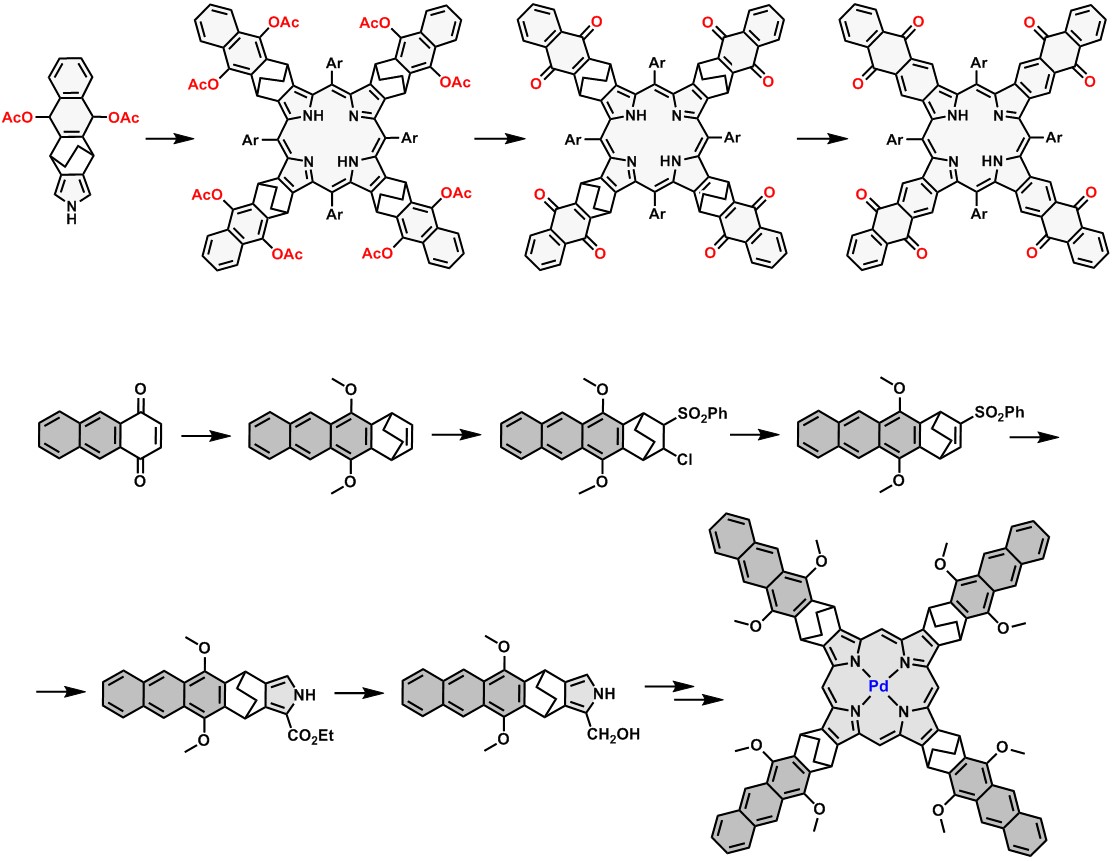 OAc AcO O O O O
Ar Ar Ar
AcO OAc AcO AcO OAc O O O O
NH N NH N NH N
Ar Ar Ar Ar Ar Ar
N HN N HN N HN
N
H
AcO OAc O O O O
Ar Ar Ar
OAc AcO O O O O
O O O O
SO2Ph SO2Ph
Cl
O O O O
O O
O O
O O
NH NH
N N
Pd
N N
CO2Et CH2OH
O O
O O
O O